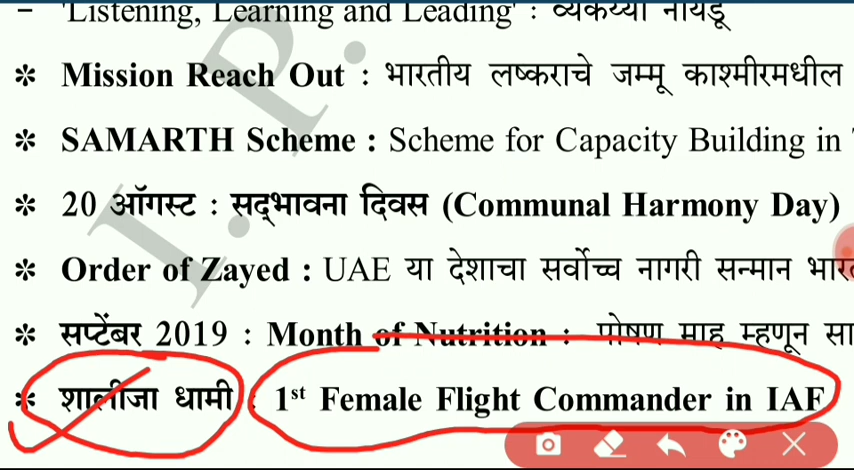 – 'Listening, Learning and Leading' : व्यंकय्या नायडू
* Mission Reach Out : भारतीय लष्कराचे जम्मू काश्मीरमधील
* SAMARTH Scheme : Scheme for Capacity Building in
* 20 ऑगस्ट : सद्भावना दिवस (Communal Harmony Day)
* Order of Zayed : UAE या देशाचा सर्वोच्च नागरी सन्मान
* सप्टेंबर 2019 : Month of Nutrition : पोषण माह म्हणून
* शालीजा धामी : 1st Female Flight Commander in IAF